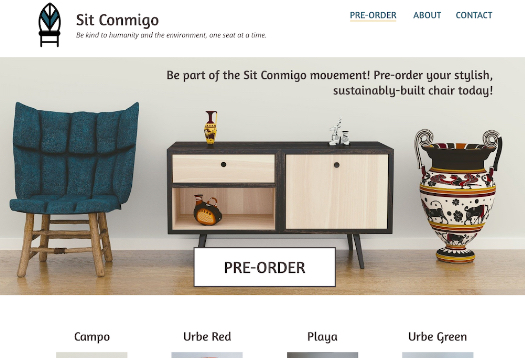 Sit Conmigo
Be kind to humanity and the environment, one seat at a time.
PRE-ORDER ABOUT CONTACT
Be part of the Sit Conmigo movement! Pre-order your stylish,
sustainably-built chair today!
PRE-ORDER
Campo Urbe Red Playa Urbe Green